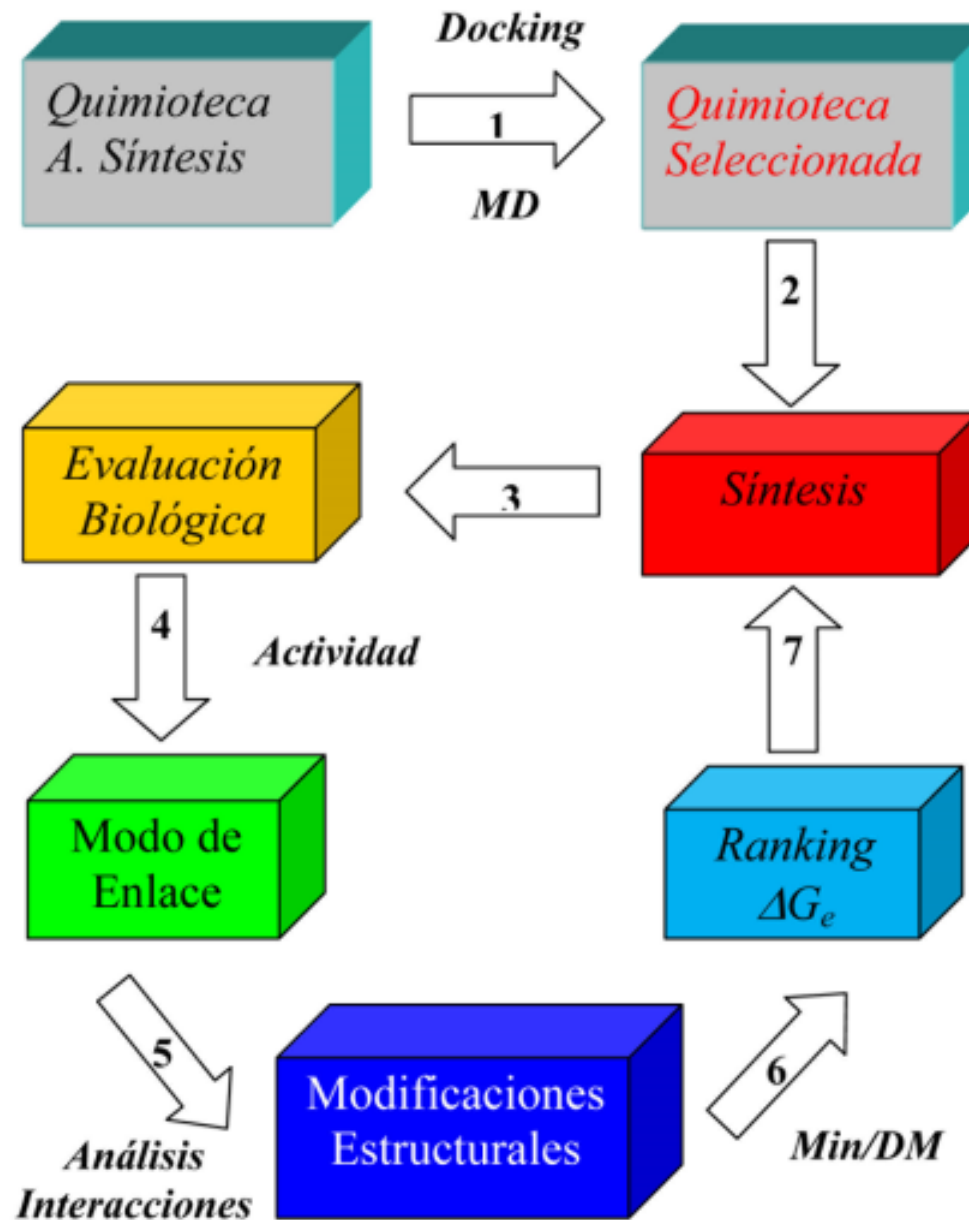 Docking
Quimioteca
A. Síntesis
1
Quimioteca
Seleccionada
MD
2
Evaluación
Biológica
3
Síntesis
4
Actividad
7
Modo de
Enlace
Ranking
ΔGe
5
Modificaciones
Estructurales
6
Análisis
Interacciones
Min/DM